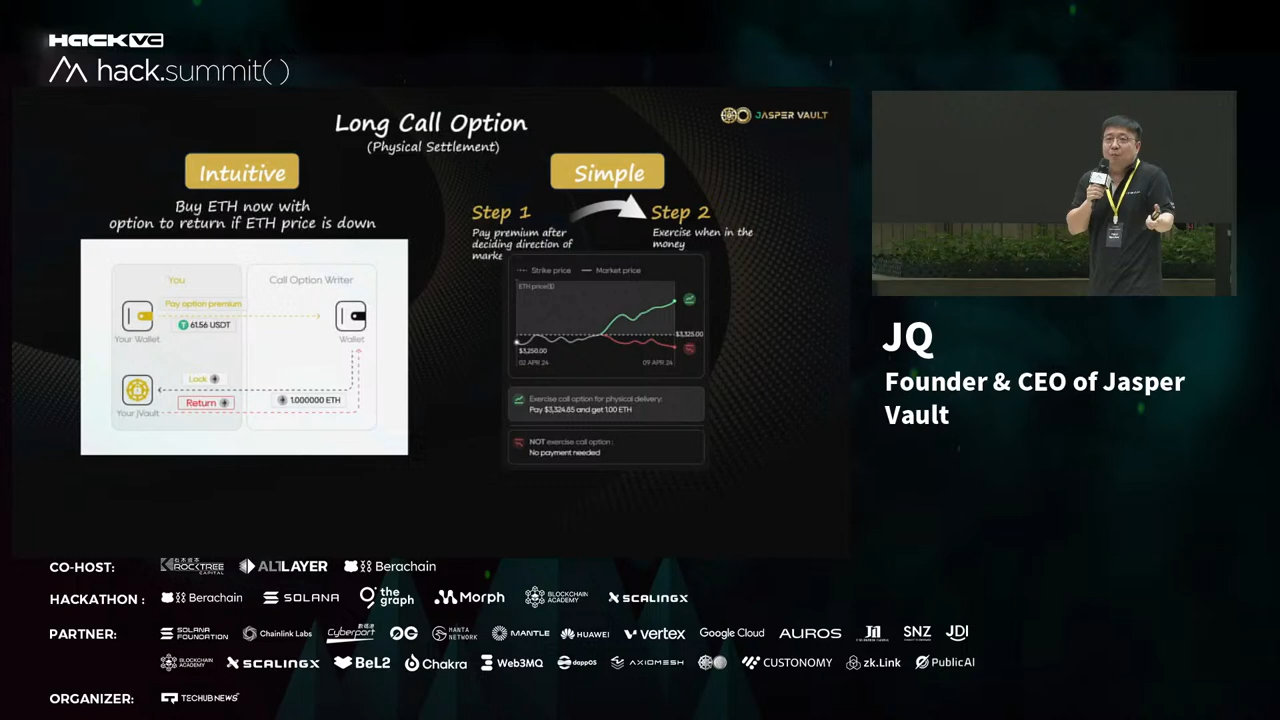 HACK VC
hack.summit( )
Long Call Option
(Physical Settlement)
JASPER VAULT
Intuitive
Buy ETH now with
option to return if ETH price is down
You
Call Option Writer
Pay option premium
61.56 USDT
Your Wallet
Wallet
Lock
Return
1.000000 ETH
Your jVault
Simple
Step 1
Pay premium after
deciding direction of
marke
Step 2
Exercise when in the
money
Strike price
Market price
ETH price($)
$3,250.00
$3,325.00
02 APR 24
09 APR 24
Exercise call option for physical delivery:
Pay $3,324.85 and get 1.00 ETH
NOT exercise call option :
No payment needed
JQ
Founder & CEO of Jasper
Vault
CO-HOST: ROCKTREE CAPITAL ALTLAYER Berachain
HACKATHON : Berachain SOLANA the graph Morph BLOCKCHAIN ACADEMY SCALINGX
PARTNER: SOLANA FOUNDATION Chainlink Labs Cyberport 0G MANTA NETWORK MANTLE HUAWEI vertex Google Cloud AUROS SNZ JDI
BLOCKCHAIN ACADEMY SCALINGX BeL2 Chakra Web3MQ dappOS AXIOMESH CUSTONOMY zk.Link PublicAI
ORGANIZER: TECHUB NEWS